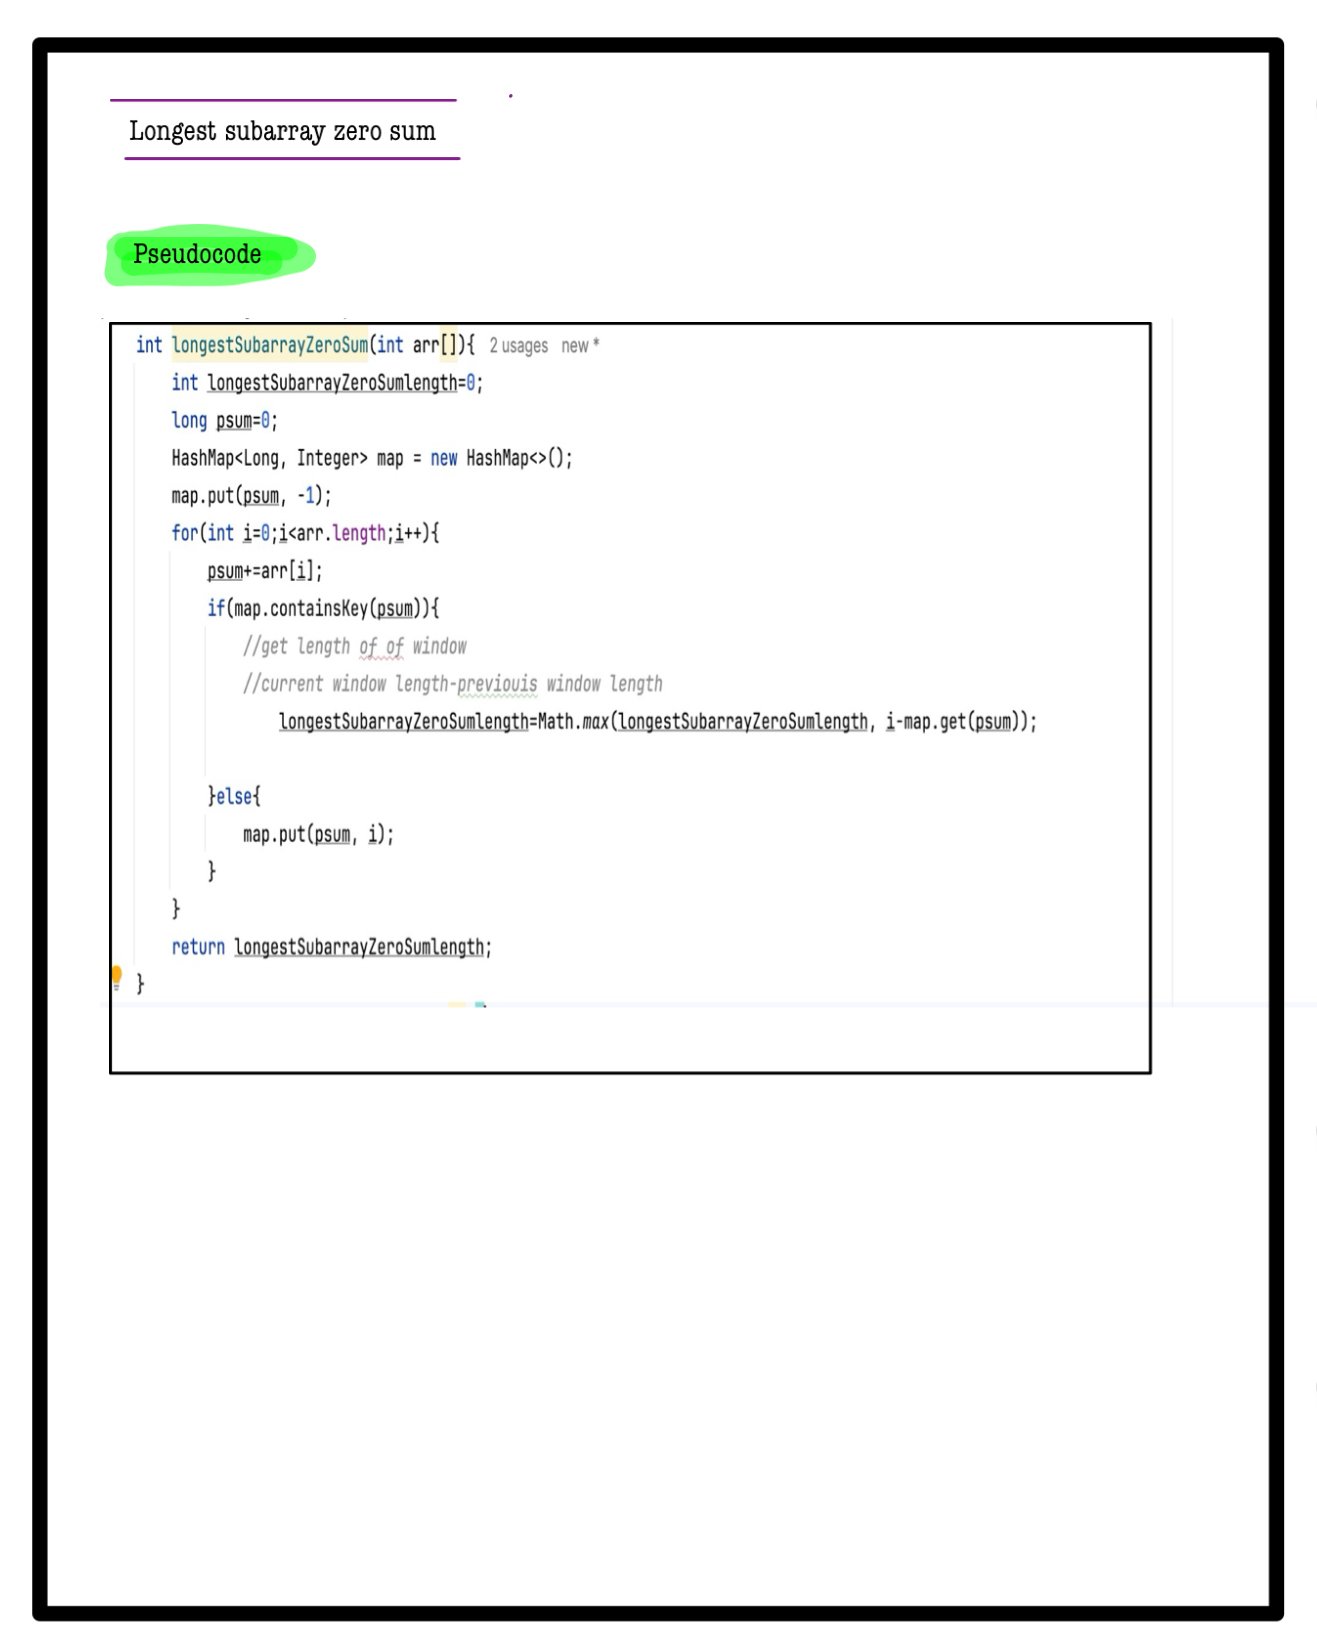 Longest subarray zero sum
Pseudocode
int longestSubarrayZeroSum(int arr[]){ 2 usages new *
int longestSubarrayZeroSumlength=0;
long psum=0;
HashMap<Long, Integer> map = new HashMap<>();
map.put(psum, -1);
for(int i=0;i<arr.length;i++){
psum+=arr[i];
if(map.containsKey(psum)){
//get length of of window
//current window length-previouis window length
longestSubarrayZeroSumlength=Math.max(longestSubarrayZeroSumlength, i-map.get(psum));
}else{
map.put(psum, i);
}
}
return longestSubarrayZeroSumlength;
}